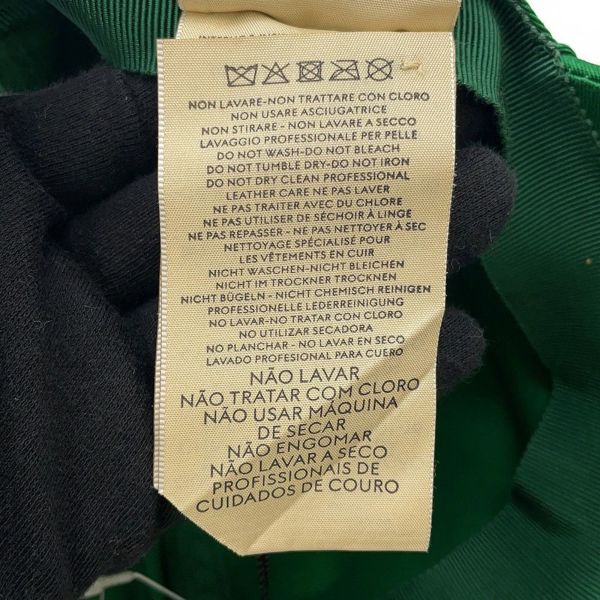 NON LAVARE-NON TRATTARE CON CLORO
NON USARE ASCIUGATRICE
NON STIRARE - NON LAVARE A SECCO
LAVAGGIO PROFESSIONALE PER PELLE
DO NOT WASH-DO NOT BLEACH
DO NOT TUMBLE DRY-DO NOT IRON
DO NOT DRY CLEAN PROFESSIONAL
LEATHER CARE NE PAS LAVER
NE PAS TRAITER AVEC DU CHLORE
NE PAS UTILISER DE SÈCHOIR À LINGE
NE PAS REPASSER - NE PAS NETTOYER À SEC
NETTOYAGE SPÉCIALISÉ POUR
LES VÊTEMENTS EN CUIR
NICHT WASCHEN-NICHT BLEICHEN
NICHT IM TROCKNER TROCKNEN
NICHT BÜGELN - NICHT CHEMISCH REINIGEN
PROFESSIONELLE LEDERREINIGUNG
NO LAVAR-NO TRATAR CON CLORO
NO UTILIZAR SECADORA
NO PLANCHAR - NO LAVAR EN SECO
LAVADO PROFESIONAL PARA CUERO
NÃO LAVAR
NÃO TRATAR COM CLORO
NÃO USAR MÁQUINA
DE SECAR
NÃO ENGOMAR
NÃO LAVAR A SECO
PROFISSIONAIS DE
CUIDADOS DE COURO